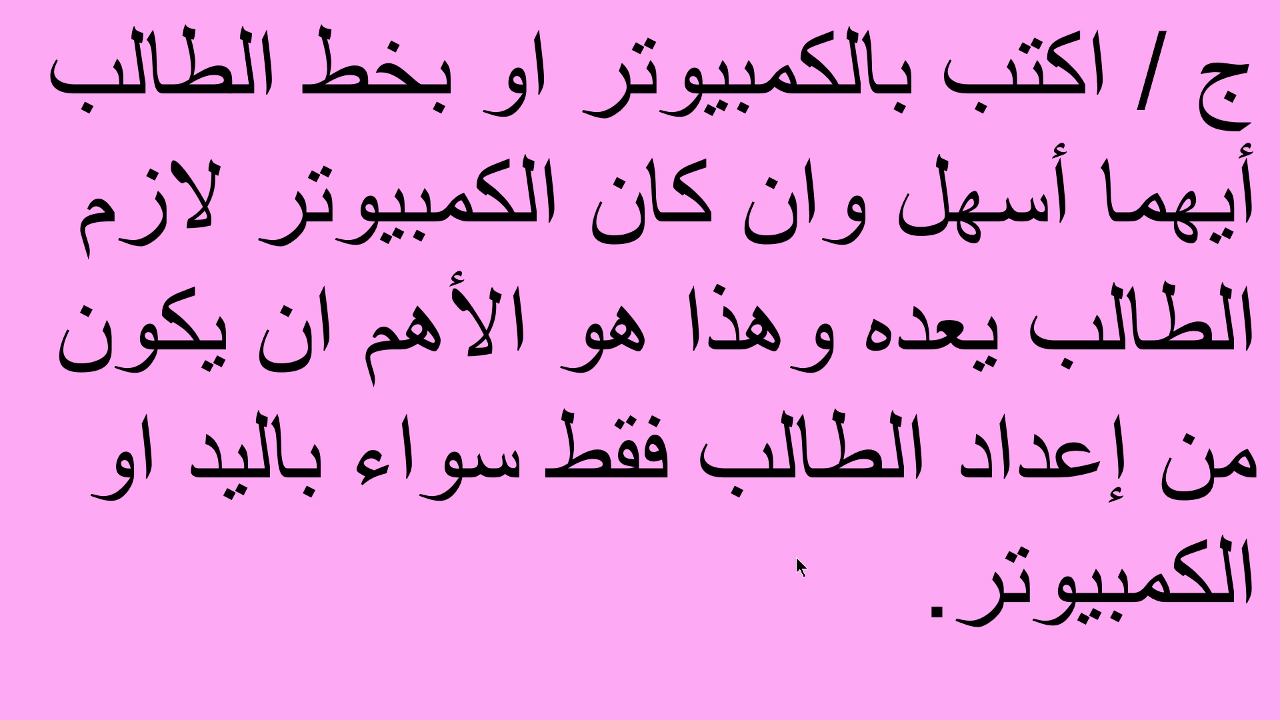 ج / اكتب بالكمبيوتر او بخط الطالب
أيهما أسهل وان كان الكمبيوتر لازم
الطالب يعده وهذا هو الأهم ان يكون
من إعداد الطالب فقط سواء باليد او
الكمبيوتر.